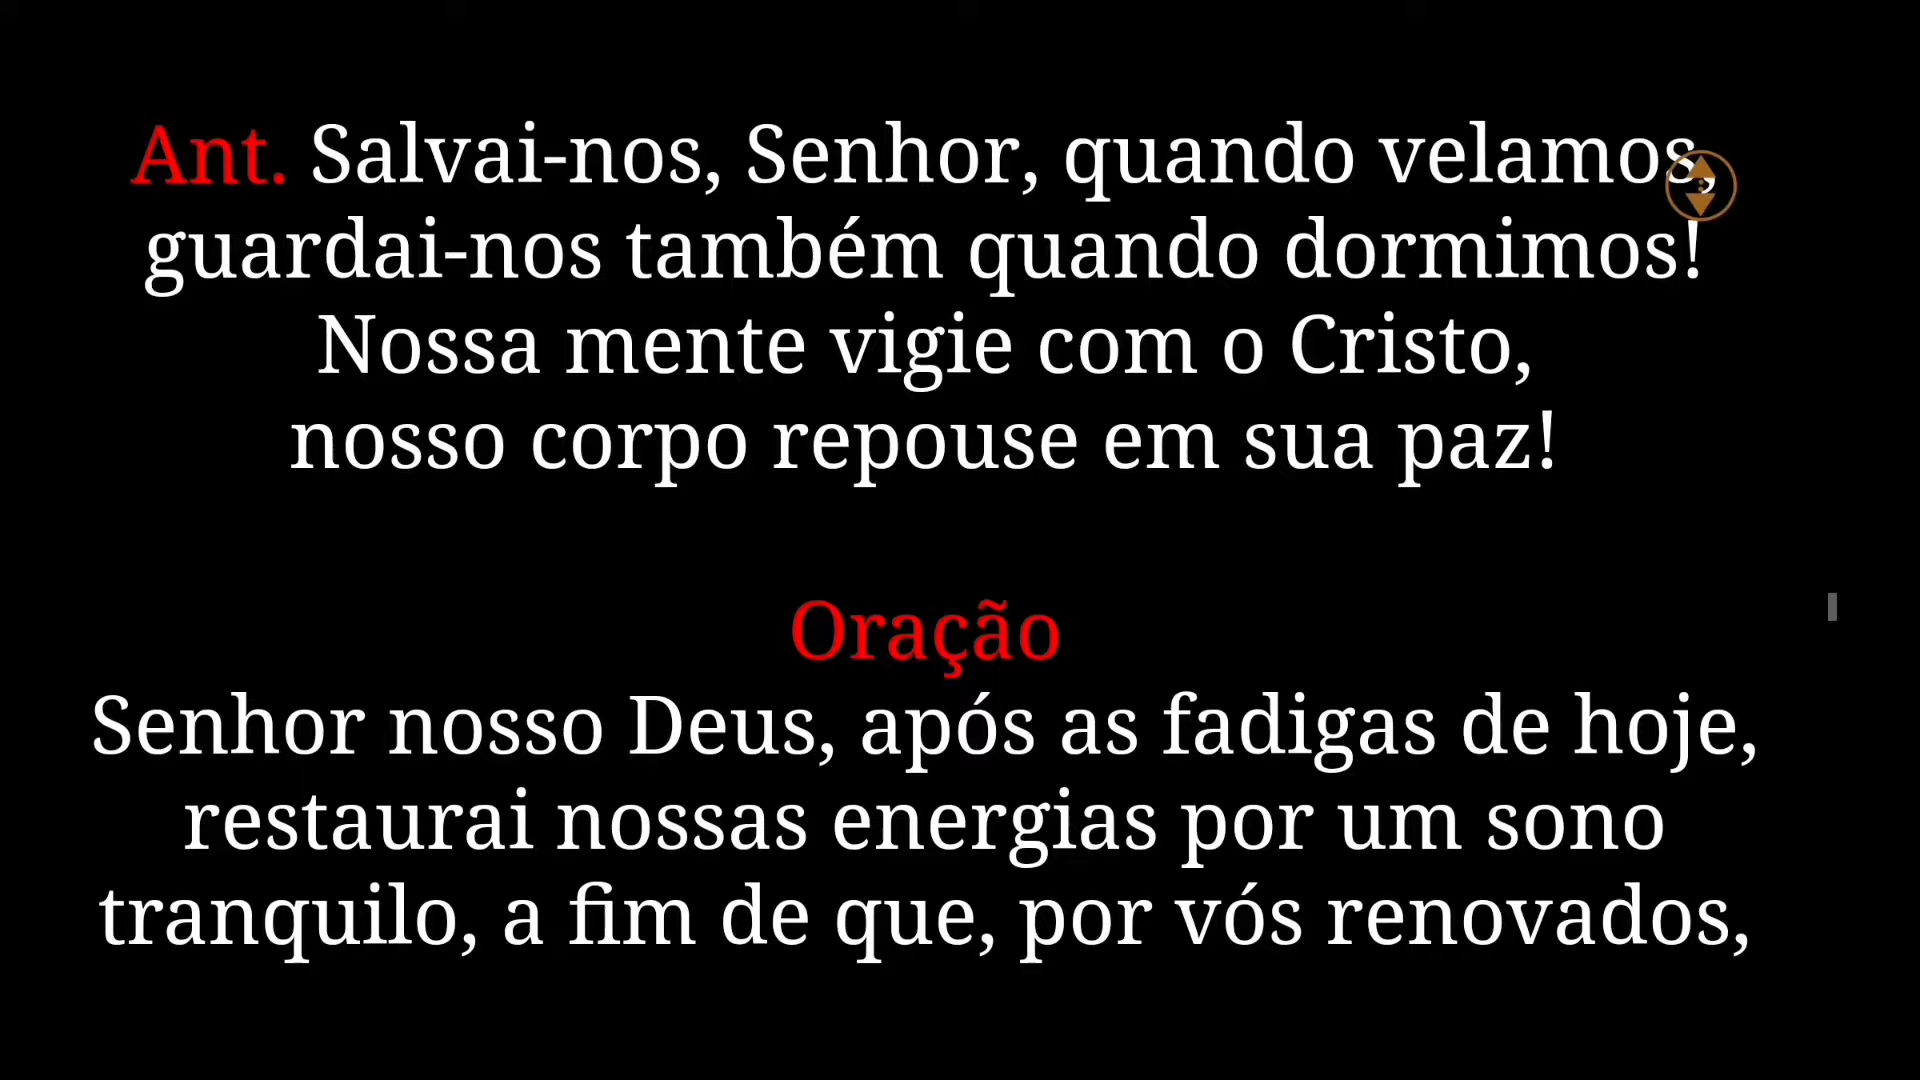 Ant. Salvai-nos, Senhor, quando velamos,
guardai-nos também quando dormimos!
Nossa mente vigie com o Cristo,
nosso corpo repouse em sua paz!
Oração
Senhor nosso Deus, após as fadigas de hoje,
restaurai nossas energias por um sono
tranquilo, a fim de que, por vós renovados,